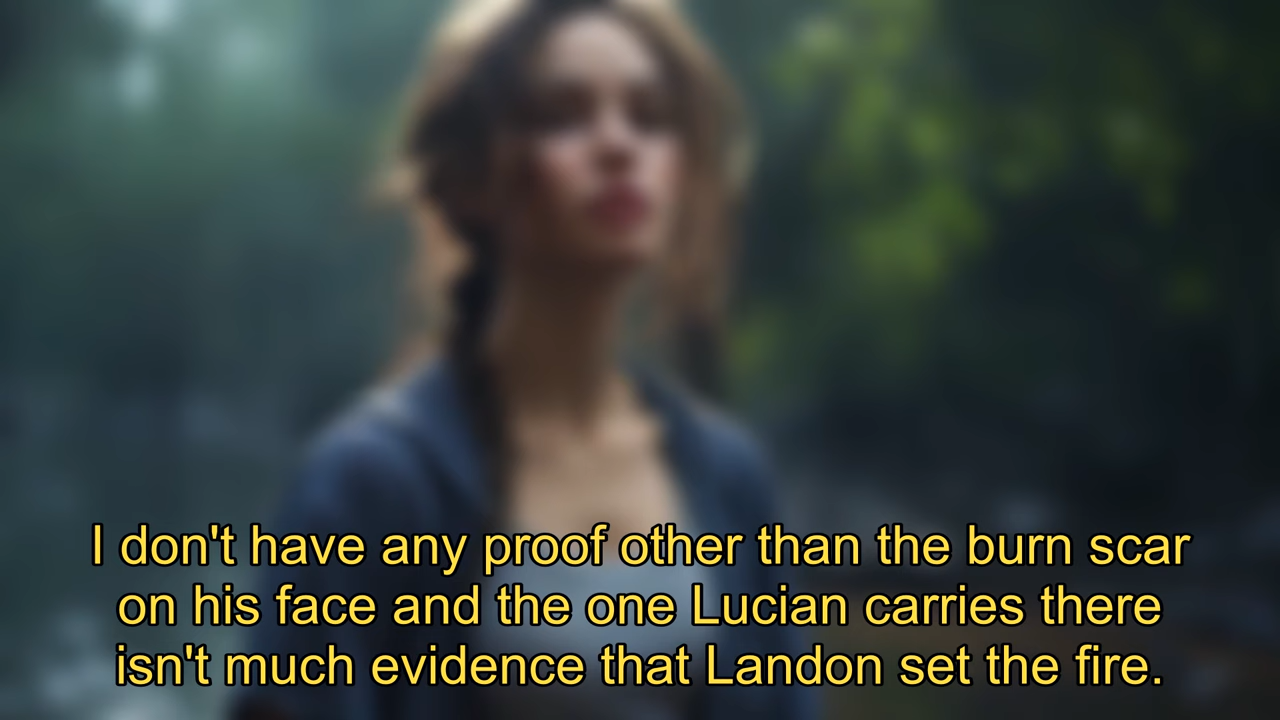 I don't have any proof other than the burn scar
on his face and the one Lucian carries there
isn't much evidence that Landon set the fire.